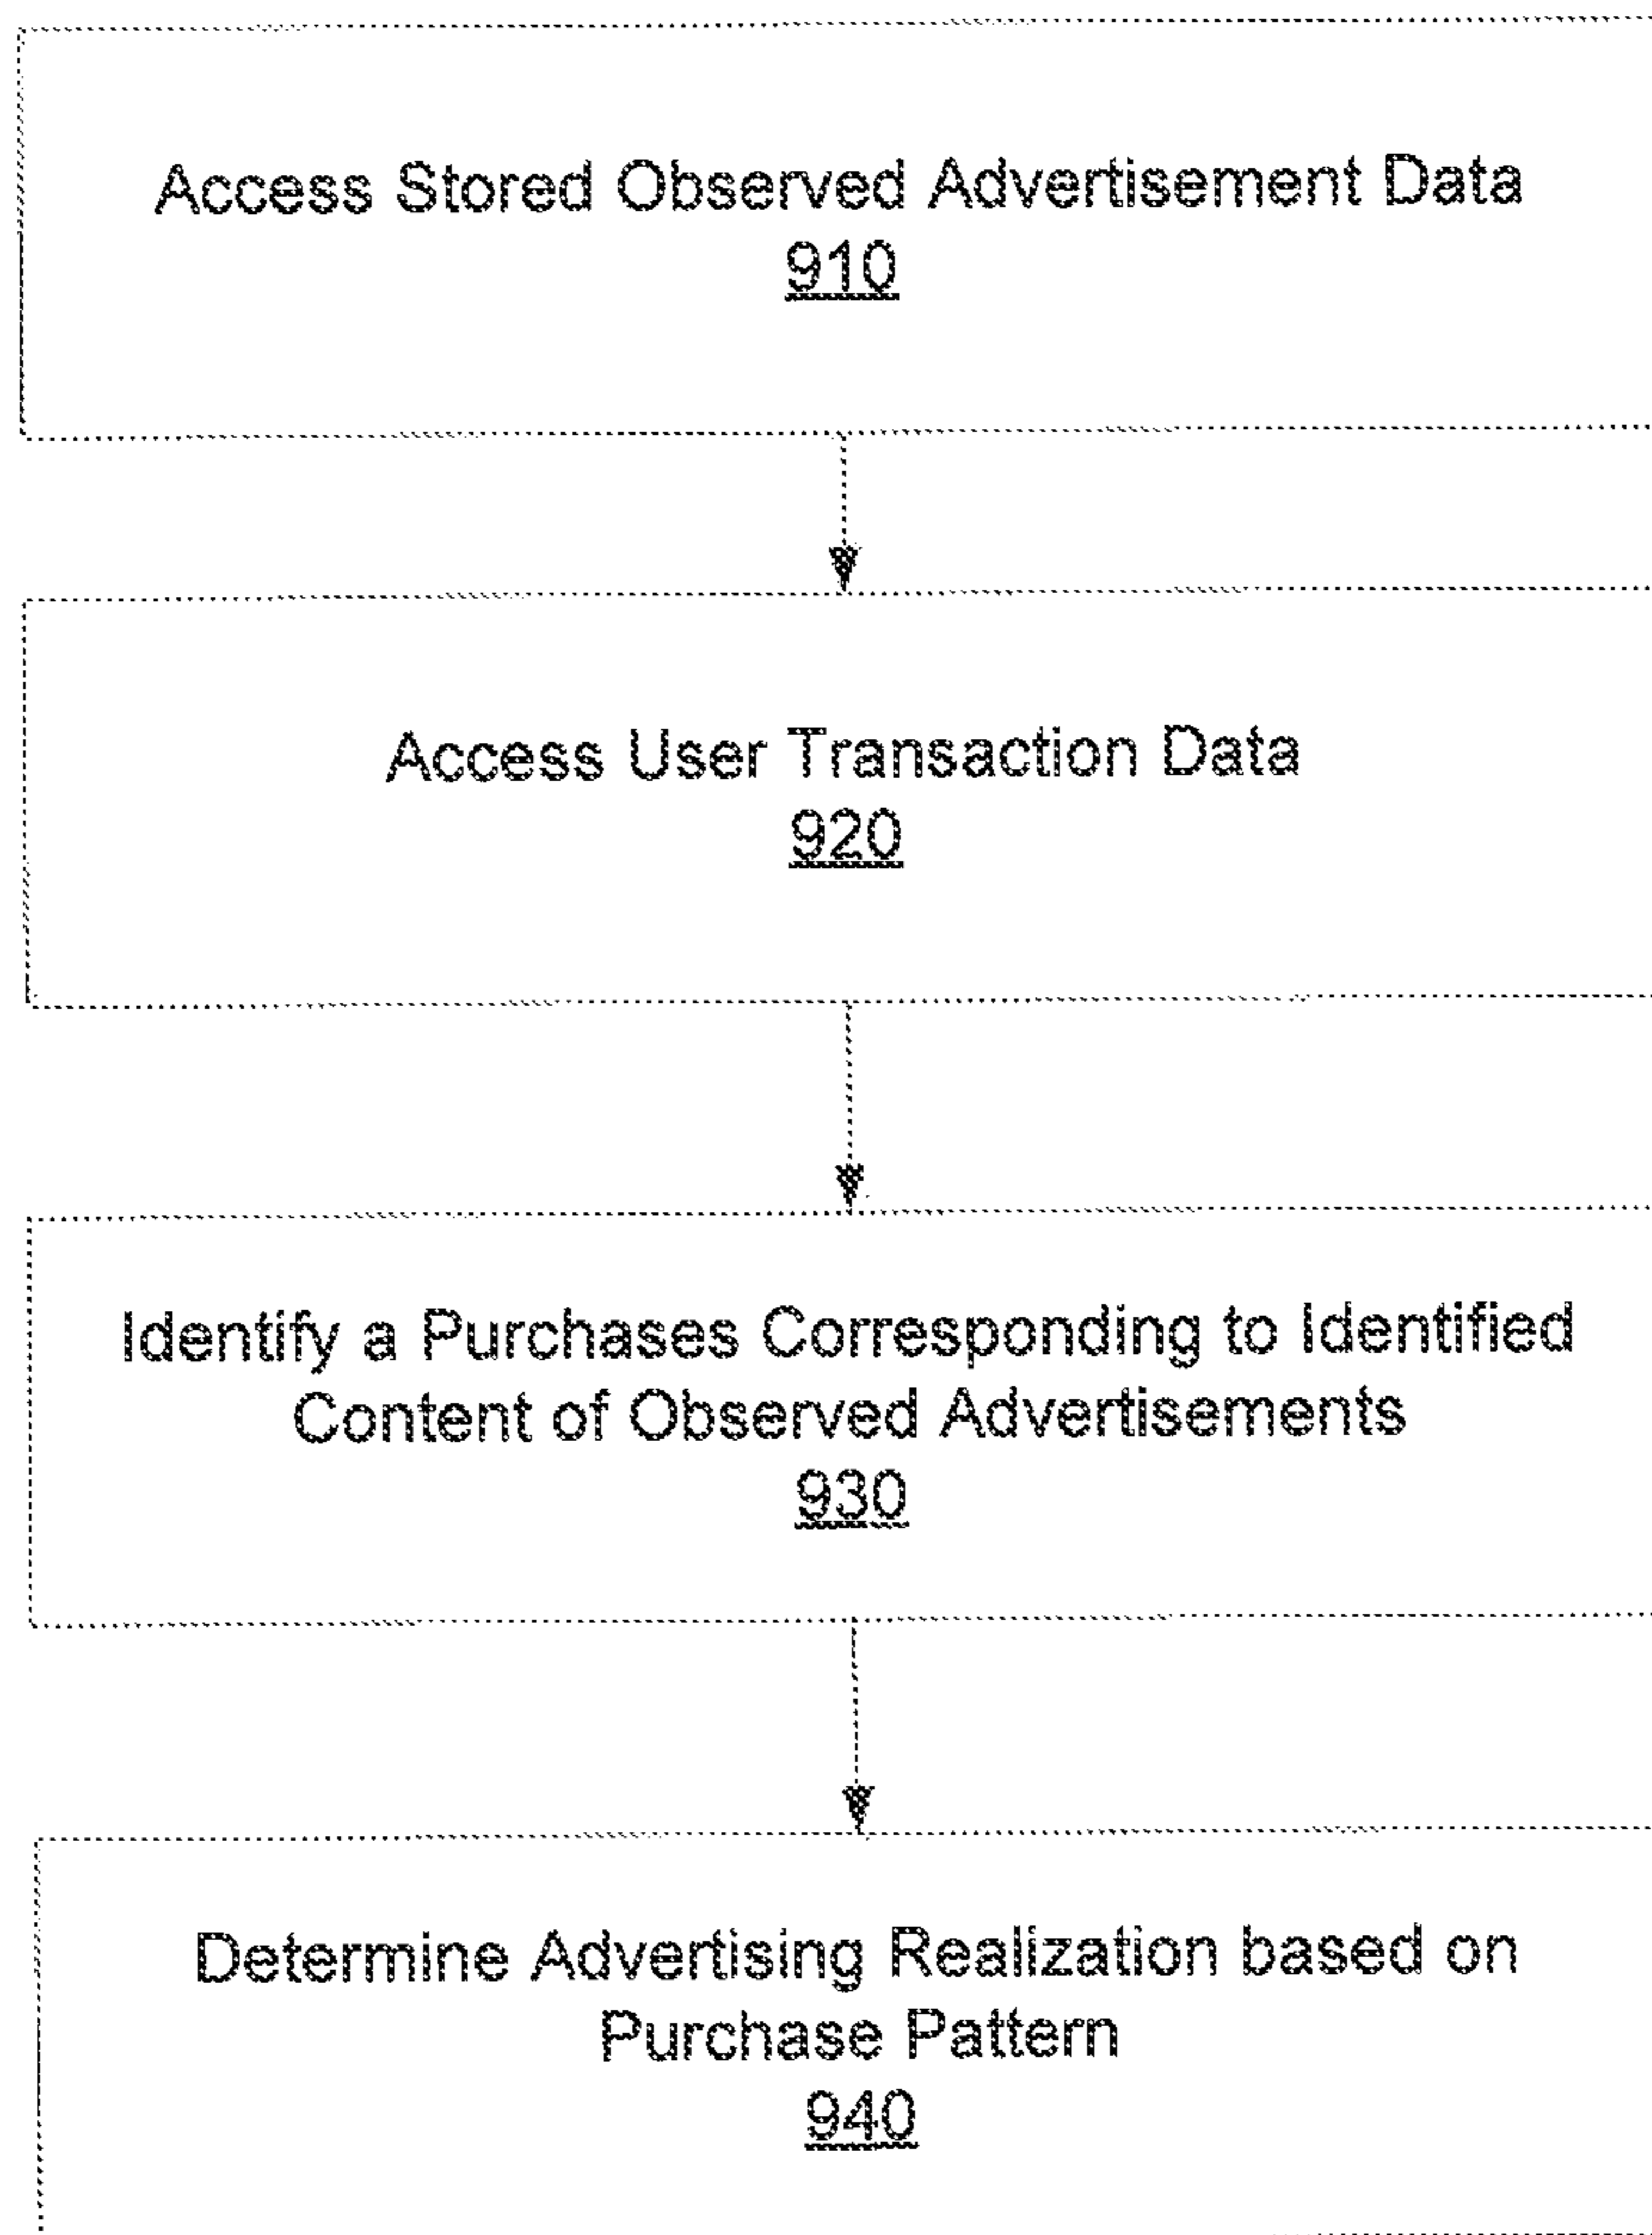 Access Stored Observed Advertisement Data
910
Access User Transaction Data
920
Identify a Purchases Corresponding to Identified
Content of Observed Advertisements
930
Determine Advertising Realization based on
Purchase Pattern
940